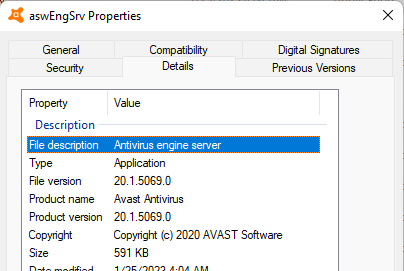 aswEngSrv Properties
General Compatibility Digital Signatures
Security Details Previous Versions
Property Value
Description
File description Antivirus engine server
Type Application
File version 20.1.5069.0
Product name Avast Antivirus
Product version 20.1.5069.0
Copyright Copyright (c) 2020 AVAST Software
Size 591 KB
Date modified 1/25/2023 4:04 AM